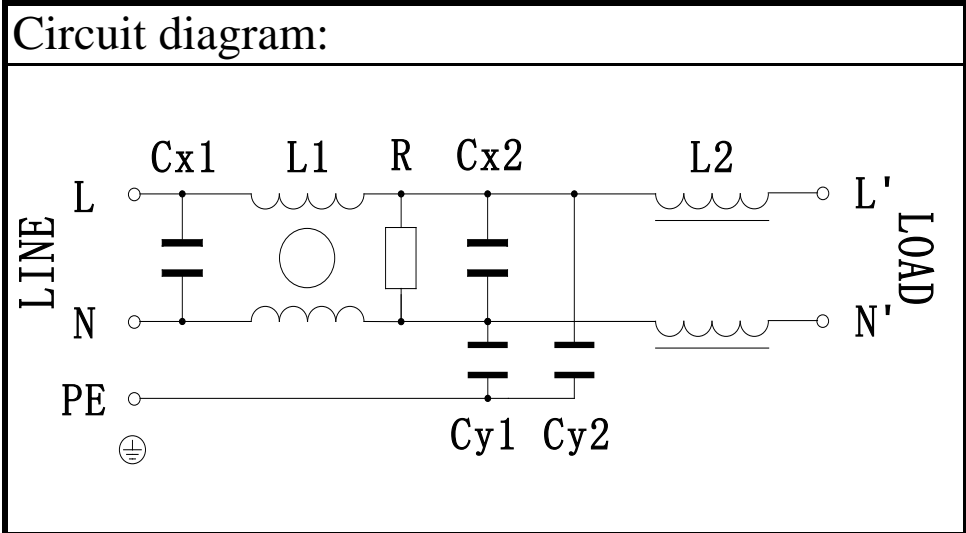 Circuit diagram:
Cx1 L1 R Cx2 L2
L L'
LINE LOAD
N N'
PE
Cy1 Cy2